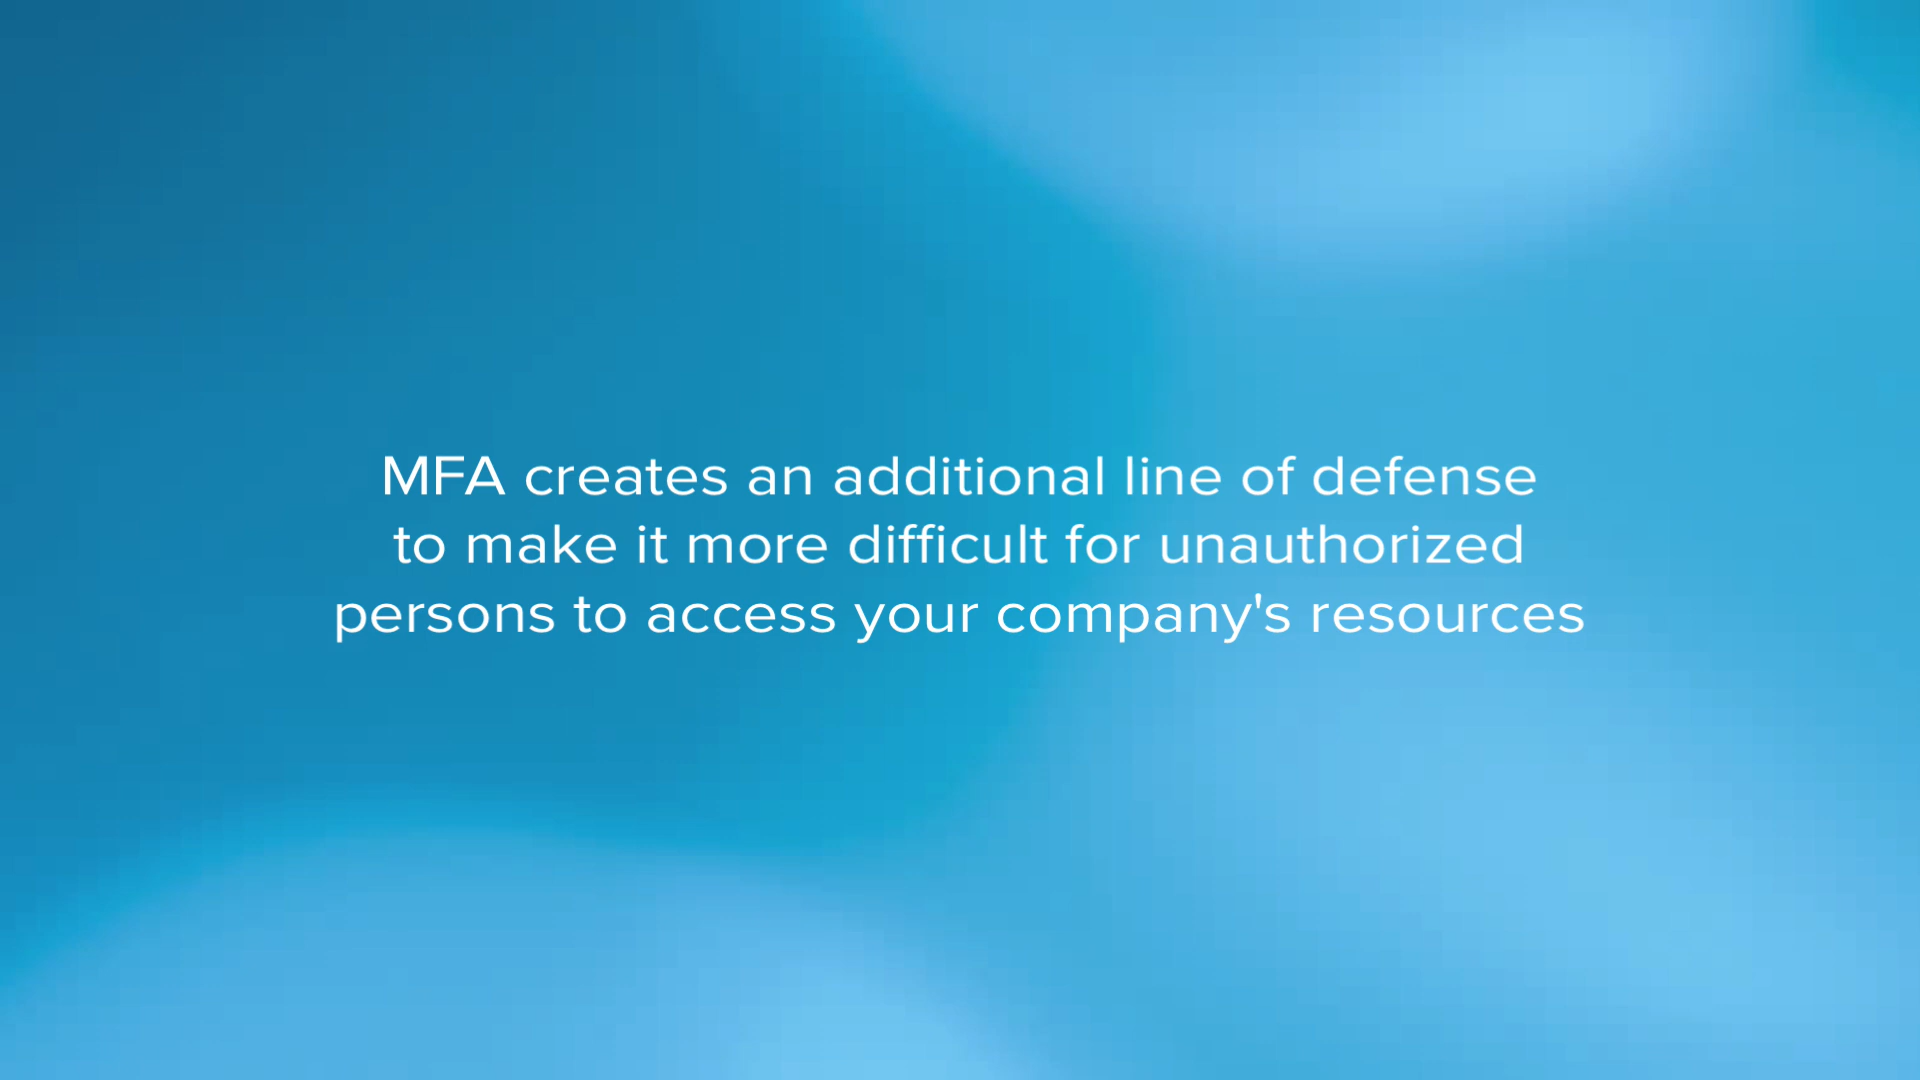 MFA creates an additional line of defense
to make it more difficult for unauthorized
persons to access your company's resources